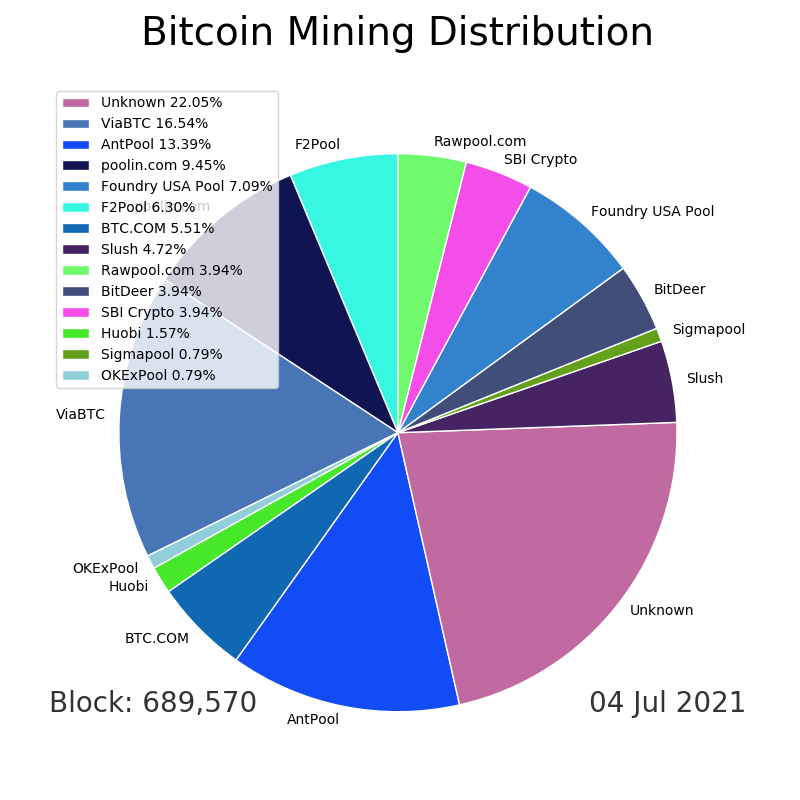 Bitcoin Mining Distribution
Unknown 22.05%
ViaBTC 16.54%
AntPool 13.39%
poolin.com 9.45%
Foundry USA Pool 7.09%
F2Pool 6.30%
BTC.COM 5.51%
Slush 4.72%
Rawpool.com 3.94%
BitDeer 3.94%
SBI Crypto 3.94%
Huobi 1.57%
Sigmapool 0.79%
OKExPool 0.79%
F2Pool
Rawpool.com
SBI Crypto
poolin.com
Foundry USA Pool
BitDeer
Sigmapool
Slush
ViaBTC
OKExPool
Huobi
Unknown
BTC.COM
AntPool
Block: 689,570
04 Jul 2021